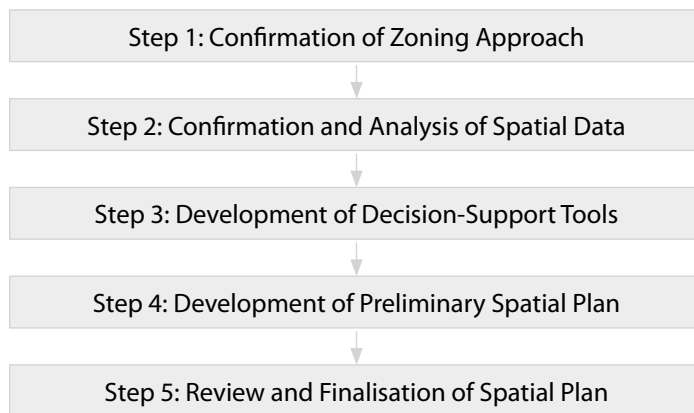 Step 1: Confirmation of Zoning Approach
Step 2: Confirmation and Analysis of Spatial Data
Step 3: Development of Decision-Support Tools
Step 4: Development of Preliminary Spatial Plan
Step 5: Review and Finalisation of Spatial Plan